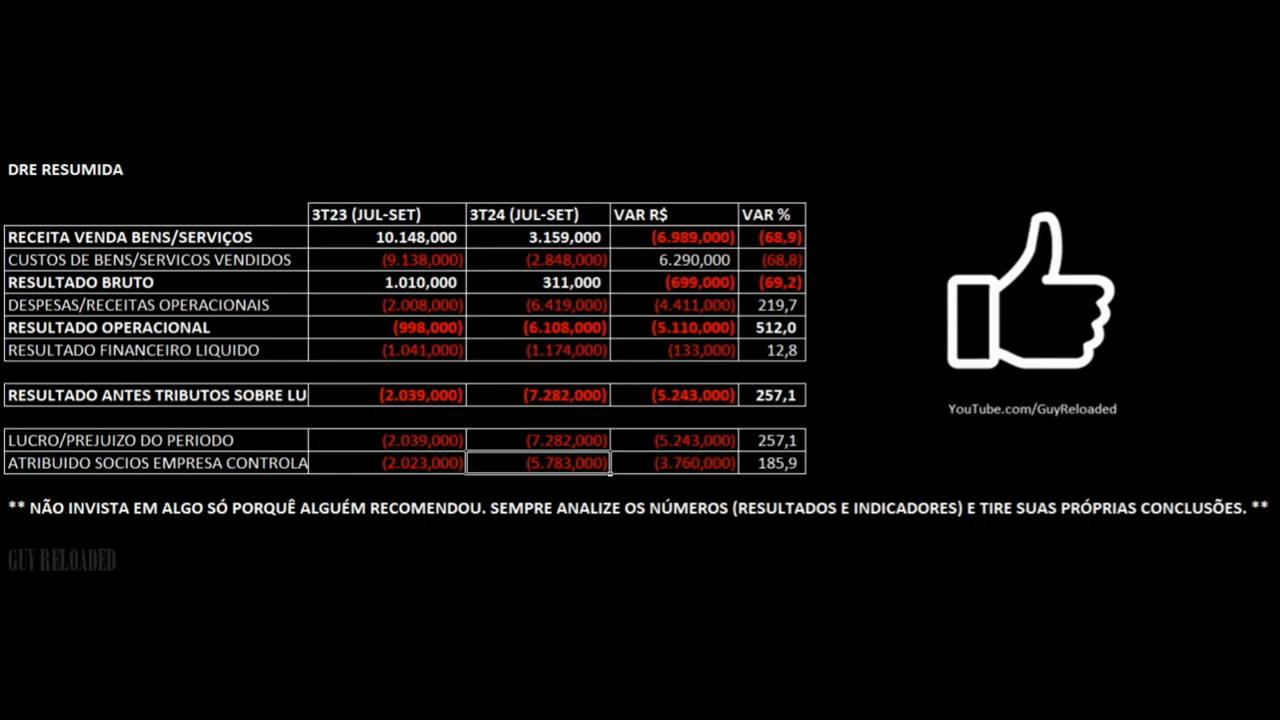 DRE RESUMIDA
3T23 (JUL-SET) 3T24 (JUL-SET) VAR R$ VAR %
RECEITA VENDA BENS/SERVIÇOS 10.148,000 3.159,000 (6.989,000) (68,9)
CUSTOS DE BENS/SERVICOS VENDIDOS (9.138,000) (2.848,000) 6.290,000 (68,8)
RESULTADO BRUTO 1.010,000 311,000 (699,000) (69,2)
DESPESAS/RECEITAS OPERACIONAIS (2.008,000) (6.419,000) (4.411,000) 219,7
RESULTADO OPERACIONAL (998,000) (6.108,000) (5.110,000) 512,0
RESULTADO FINANCEIRO LIQUIDO (1.041,000) (1.174,000) (133,000) 12,8
RESULTADO ANTES TRIBUTOS SOBRE LU (2.039,000) (7.282,000) (5.243,000) 257,1
LUCRO/PREJUIZO DO PERIODO (2.039,000) (7.282,000) (5.243,000) 257,1
ATRIBUIDO SOCIOS EMPRESA CONTROLA (2.023,000) (5.783,000) (3.760,000) 185,9
YouTube.com/GuyReloaded
** NÃO INVISTA EM ALGO SÓ PORQUÊ ALGUÉM RECOMENDOU. SEMPRE ANALIZE OS NÚMEROS (RESULTADOS E INDICADORES) E TIRE SUAS PRÓPRIAS CONCLUSÕES. **
GUY RELOADED